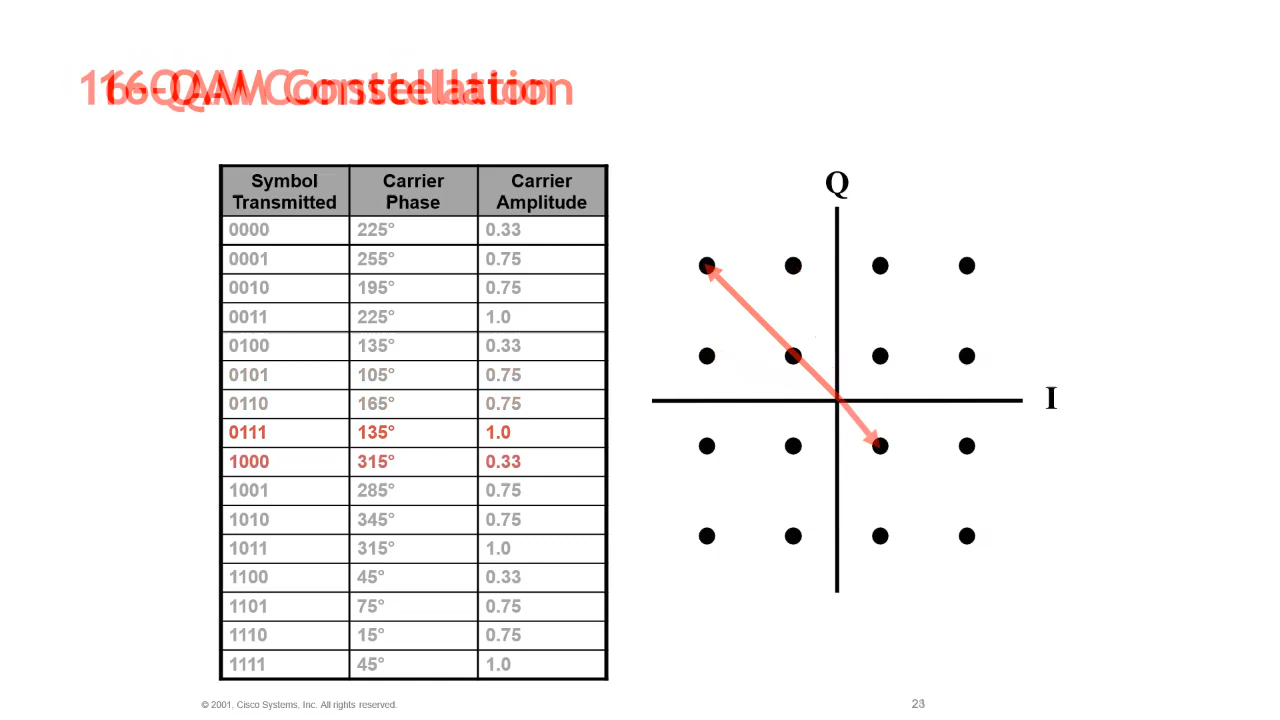 16-QAM Constellation
Symbol Transmitted Carrier Phase Carrier Amplitude
0000 225° 0.33
0001 255° 0.75
0010 195° 0.75
0011 225° 1.0
0100 135° 0.33
0101 105° 0.75
0110 165° 0.75
0111 135° 1.0
1000 315° 0.33
1001 285° 0.75
1010 345° 0.75
1011 315° 1.0
1100 45° 0.33
1101 75° 0.75
1110 15° 0.75
1111 45° 1.0
Q
I
© 2001, Cisco Systems, Inc. All rights reserved.